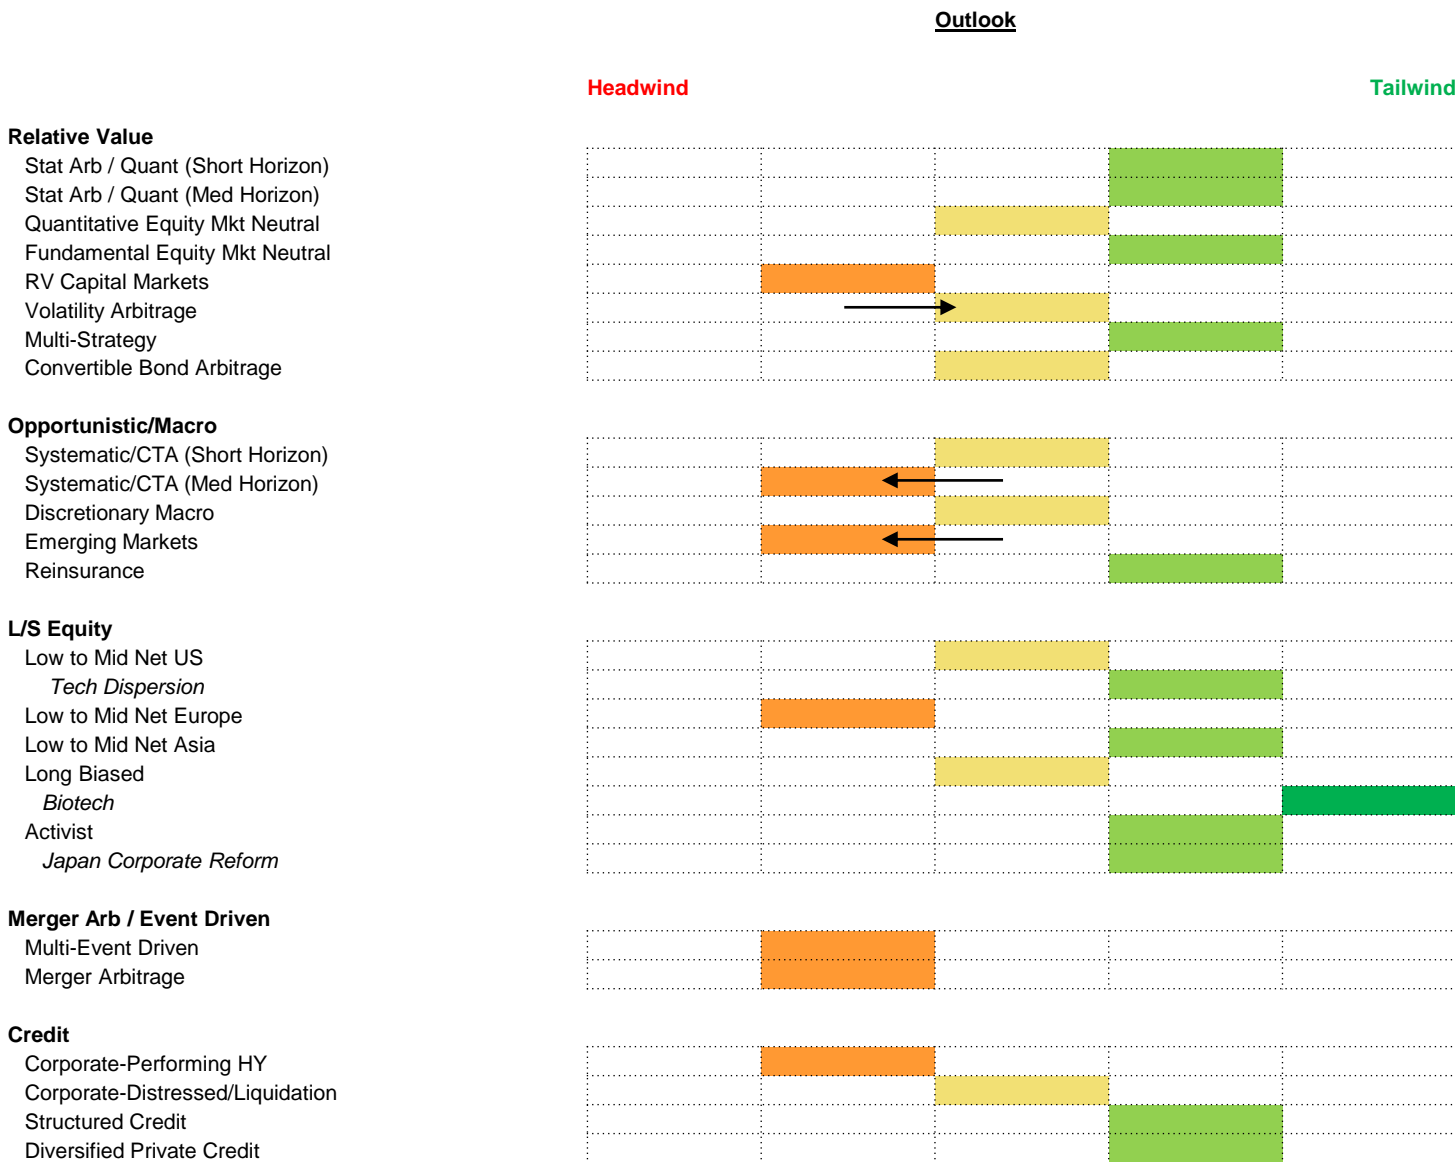 Outlook
Headwind Tailwind
Relative Value
Stat Arb / Quant (Short Horizon)
Stat Arb / Quant (Med Horizon)
Quantitative Equity Mkt Neutral
Fundamental Equity Mkt Neutral
RV Capital Markets
Volatility Arbitrage
Multi-Strategy
Convertible Bond Arbitrage
Opportunistic/Macro
Systematic/CTA (Short Horizon)
Systematic/CTA (Med Horizon)
Discretionary Macro
Emerging Markets
Reinsurance
L/S Equity
Low to Mid Net US
Tech Dispersion
Low to Mid Net Europe
Low to Mid Net Asia
Long Biased
Biotech
Activist
Japan Corporate Reform
Merger Arb / Event Driven
Multi-Event Driven
Merger Arbitrage
Credit
Corporate-Performing HY
Corporate-Distressed/Liquidation
Structured Credit
Diversified Private Credit